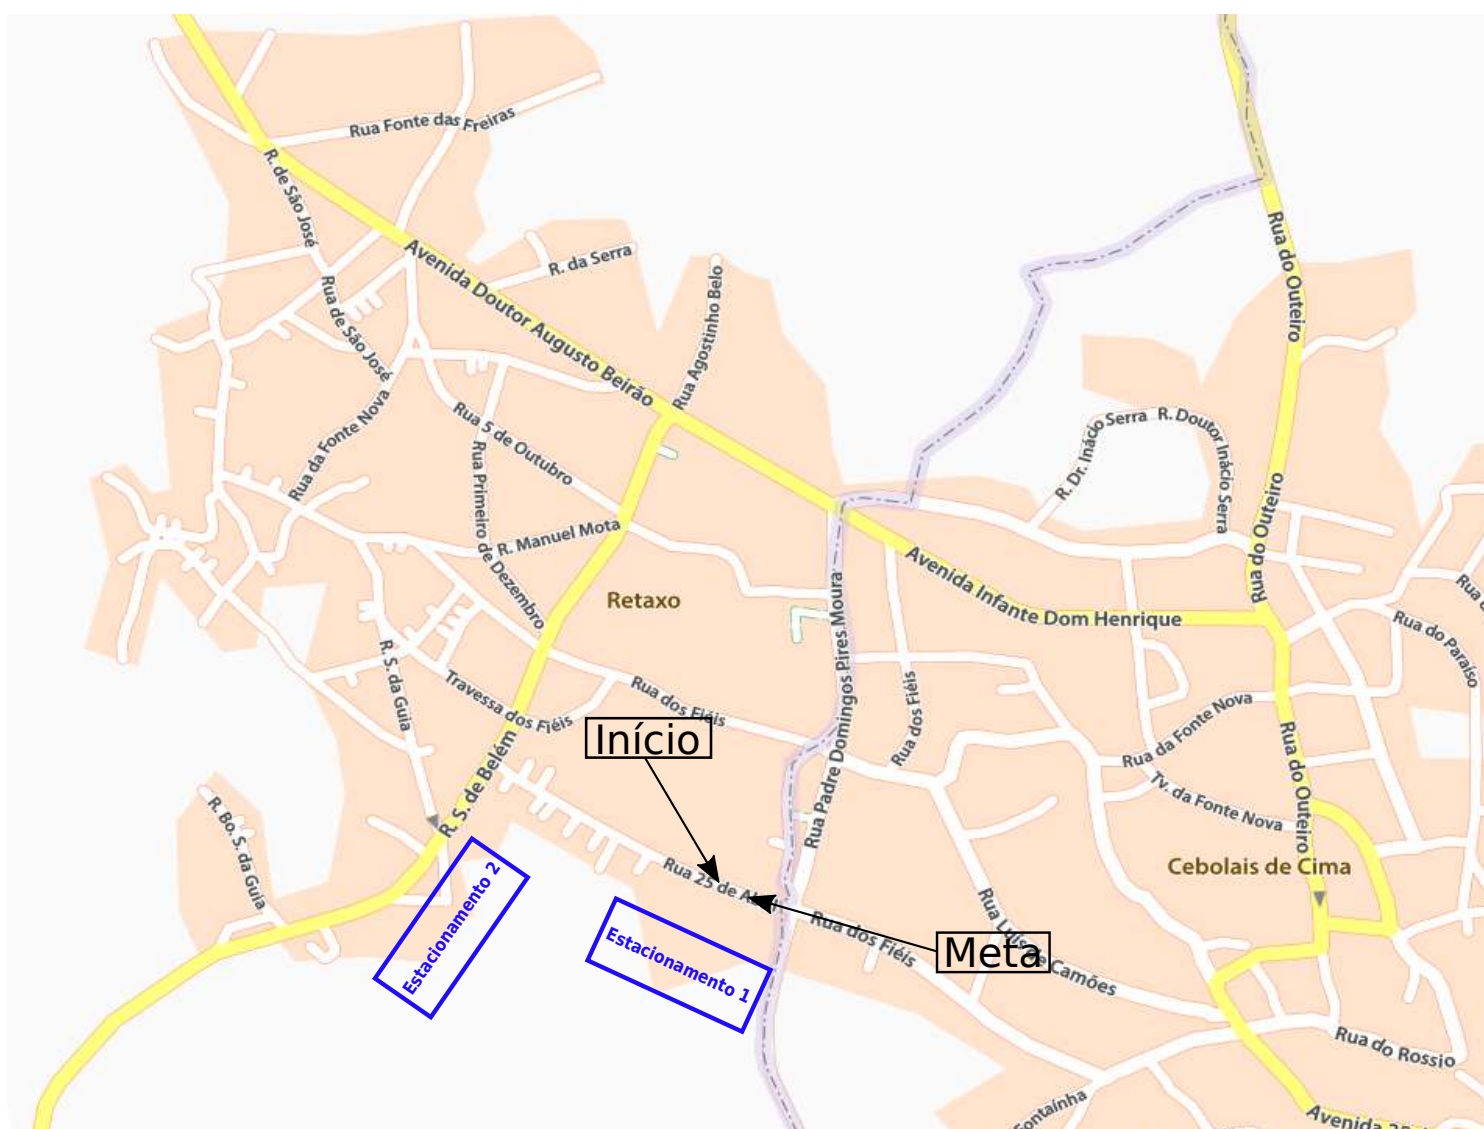 Rua Fonte das Freiras
R. de São José
Avenida Doutor Augusto Beirão
R. da Serra
Rua Agostinho Belo
Rua do Outeiro
Rua de São José
Rua da Fonte Nova
Rua 5 de Outubro
Rua Primeiro de Dezembro
R. Manuel Mota
R. Dr. Inácio Serra
R. Doutor Inácio Serra
Rua do Outeiro
Avenida Infante Dom Henrique
Retaxo
Rua Padre Domingos Pires Moura
Rua
Rua do Paraíso
R. S. da Guia
Travessa dos Fiéis
Rua dos Fiéis
Rua dos Fiéis
Rua da Fonte Nova
Tv. da Fonte Nova
Rua do Outeiro
Início
R. S. de Belém
R. Bo. S. da Guia
Cebolais de Cima
Rua 25 de Ab
Estacionamento 2
Estacionamento 1
Rua dos Fiéis
Meta
Rua Luís de Camões
Rua do Rossio
Fontaínha
Avenida